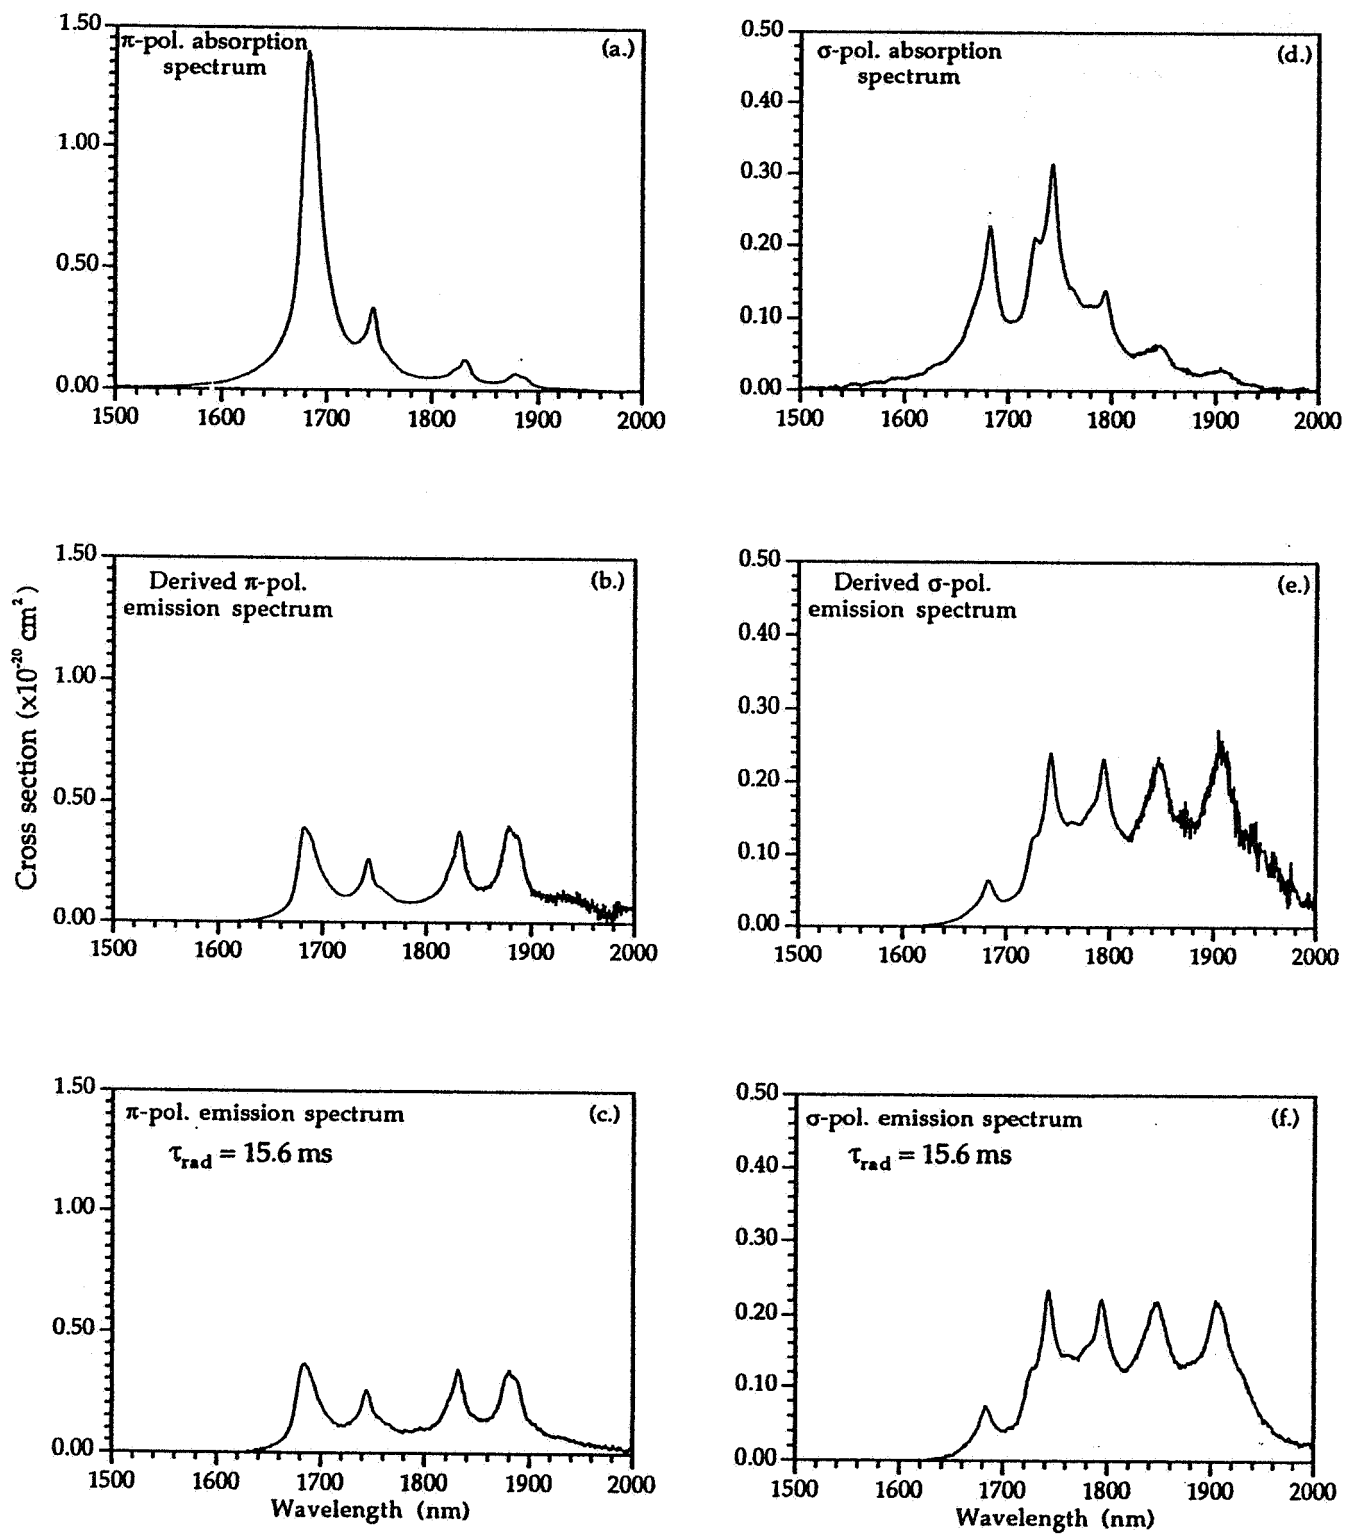 π-pol. absorption
spectrum
(a.)
1.50
1.00
0.50
0.00
1500 1600 1700 1800 1900 2000
σ-pol. absorption
spectrum
(d.)
0.50
0.40
0.30
0.20
0.10
0.00
1500 1600 1700 1800 1900 2000
Cross section (x10⁻²⁰ cm²)
Derived π-pol.
emission spectrum
(b.)
1.50
1.00
0.50
0.00
1500 1600 1700 1800 1900 2000
Derived σ-pol.
emission spectrum
(e.)
0.50
0.40
0.30
0.20
0.10
0.00
1500 1600 1700 1800 1900 2000
π-pol. emission spectrum
(c.)
τrad = 15.6 ms
1.50
1.00
0.50
0.00
1500 1600 1700 1800 1900 2000
Wavelength (nm)
σ-pol. emission spectrum
(f.)
τrad = 15.6 ms
0.50
0.40
0.30
0.20
0.10
0.00
1500 1600 1700 1800 1900 2000
Wavelength (nm)